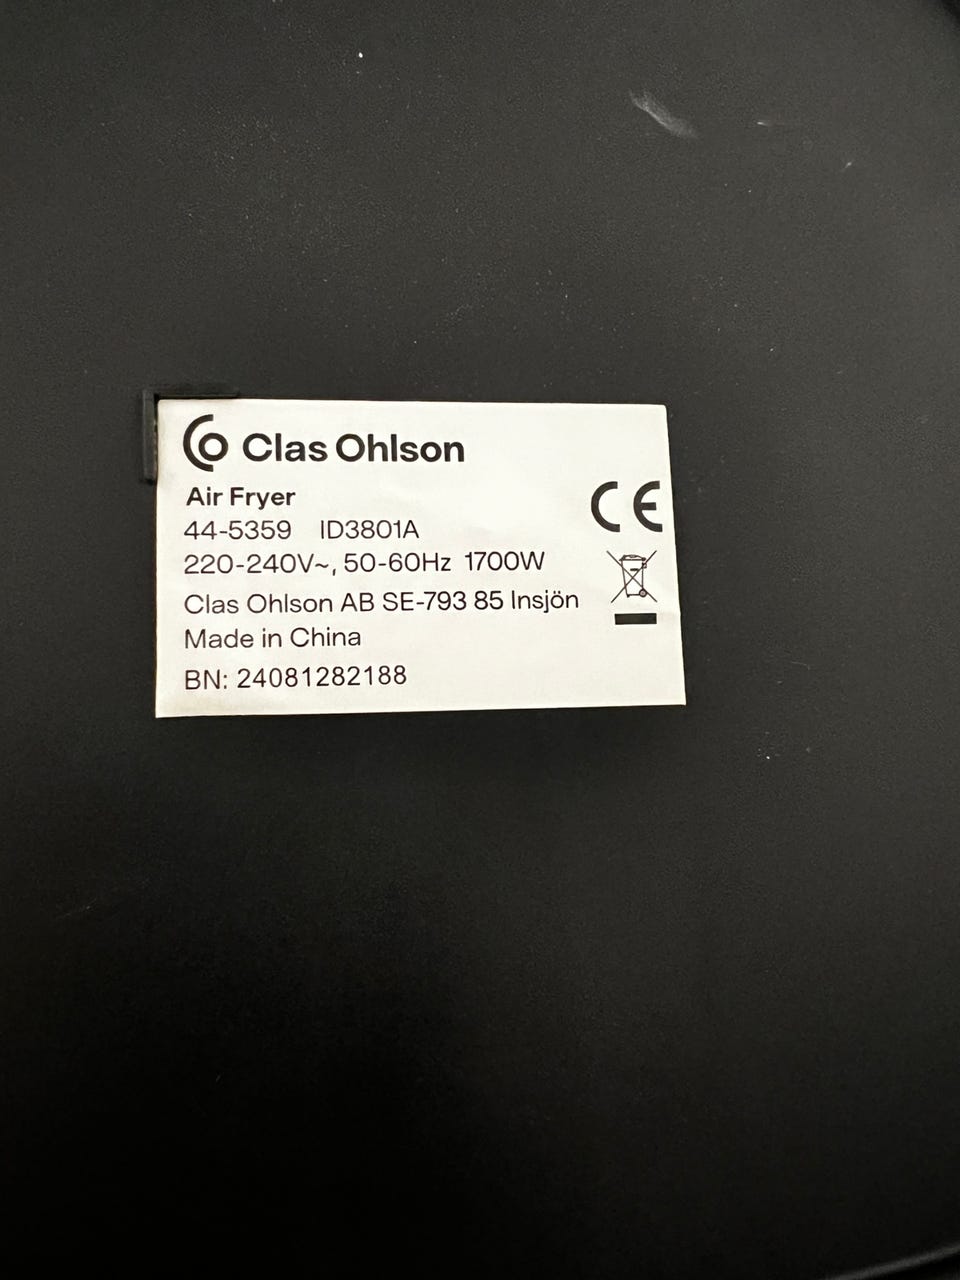 Clas Ohlson
Air Fryer
44-5359 ID3801A
220-240V~, 50-60Hz 1700W
Clas Ohlson AB SE-793 85 Insjön
Made in China
BN: 24081282188
CE